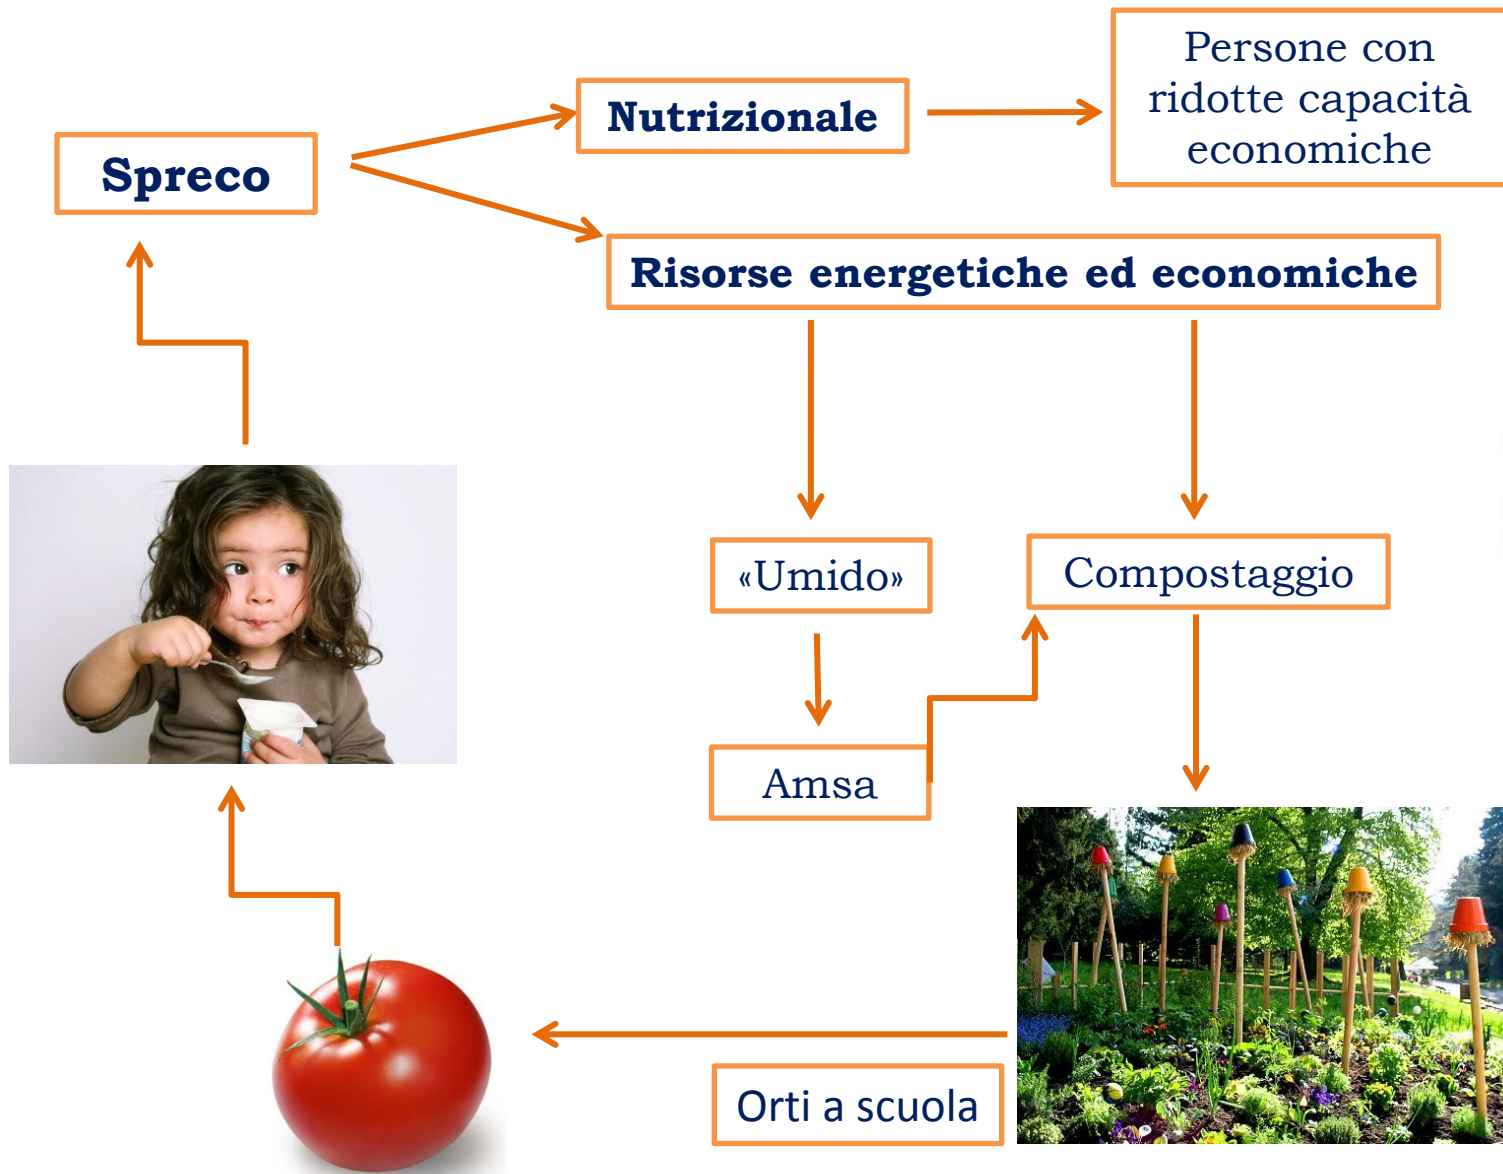 Persone con
ridotte capacità
economiche
Nutrizionale
Spreco
Risorse energetiche ed economiche
«Umido»
Compostaggio
Amsa
Orti a scuola